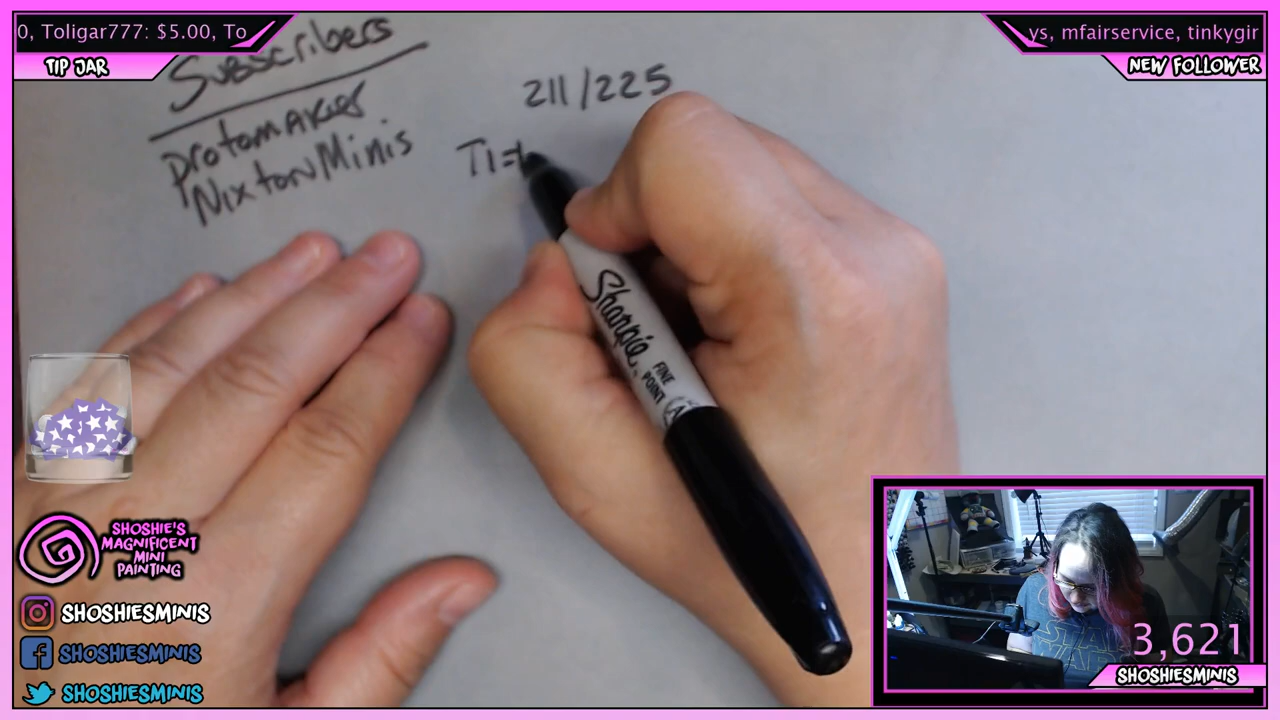 0, Toligar777: $5.00, To
TIP JAR
ys, mfairservice, tinkygir
NEW FOLLOWER
Subscribers
protomaker
NixtonMinis
211/225
T1=
Sharpie
FINE
POINT
SHOSHIE'S
MAGNIFICENT
MINI
PAINTING
SHOSHIESMINIS
SHOSHIESMINIS
SHOSHIESMINIS
3,621
SHOSHIESMINIS